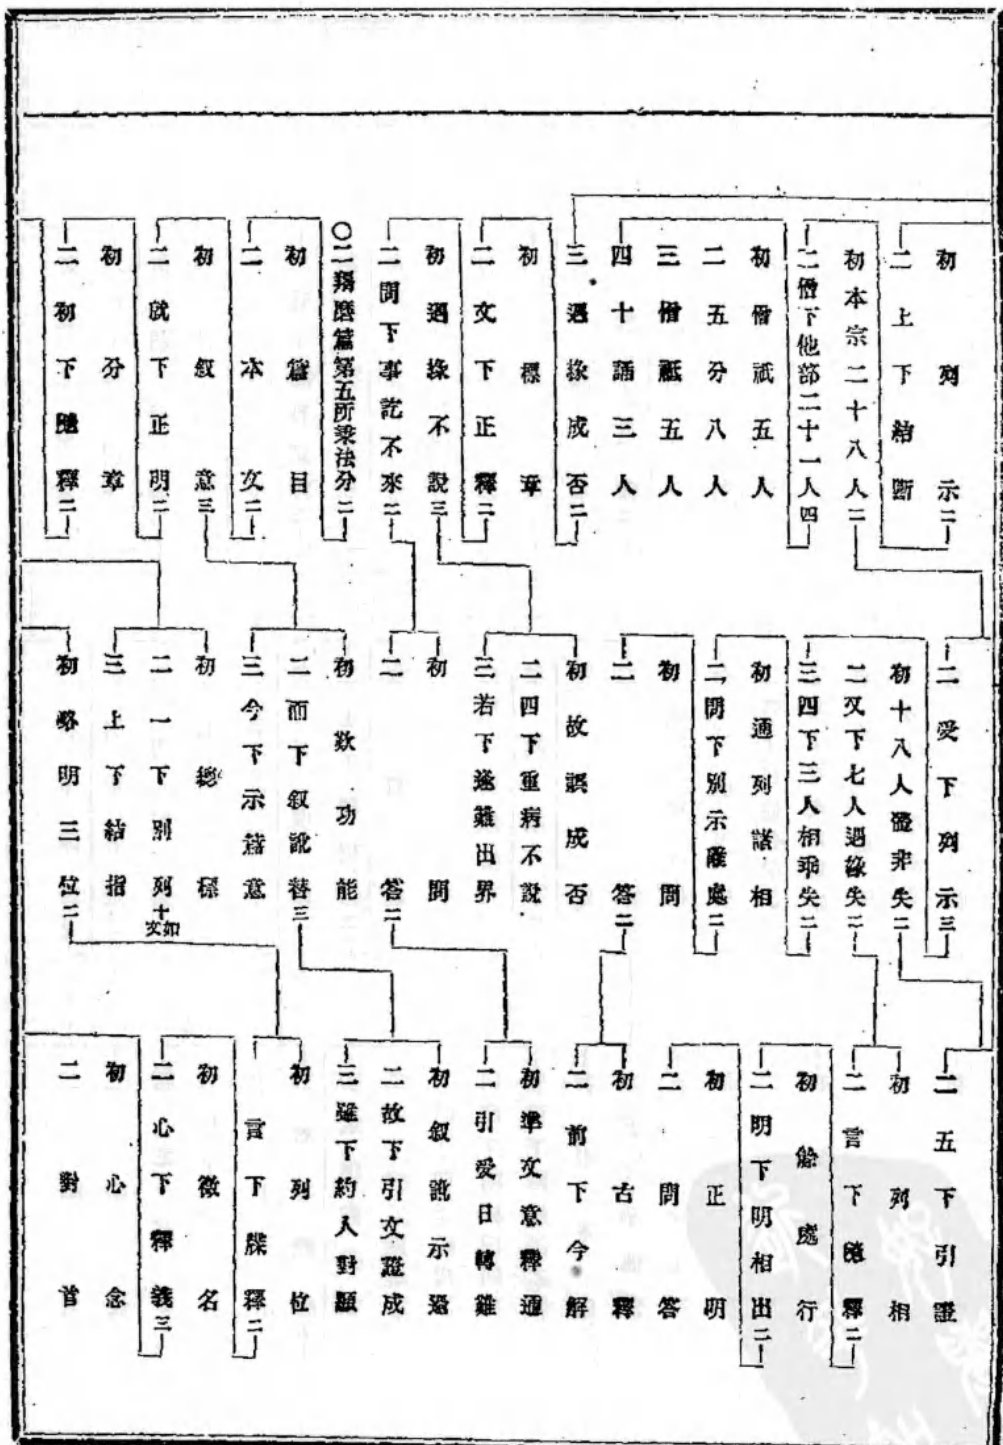 初列示二
二上下結斷
初本宗二十八人二
二僧下他部二十一人四
初僧祇五人
二五分八人
三僧祇五人
四十誦三人
三遇緣成否二
初標章
二文下正釋二
初遇緣不說三
二問下事訖不來二
〇二羯磨篇第五所秉法分二
初篇目
二本文二
初叙意三
二就下正明二
初分章
二初下隨釋二
二受下列示三
初十八人體非失二
二又下七人遇緣失二
三四下三人相乖失二
初通列諸相
二問下別示離處二
初問
二答二
初故誤成否
二四下重病不說
三若下遂難出界
初問
二答二
初歎功能
二而下叙訛替三
三今下示篇意
初總標
二一下別列十如文
三上下結指
初略明三位二
二五下引證
初列相
二言下隨釋二
初餘處行
二明下明相出二
初正明
二問答
初古釋
二前下今解
初準文意釋通
二引受日轉難
初叙訛示過
二故下引文證成
三雖下約人對顯
初列位
二言下牒釋二
初徵名
二心下釋義三
初心念
二對首